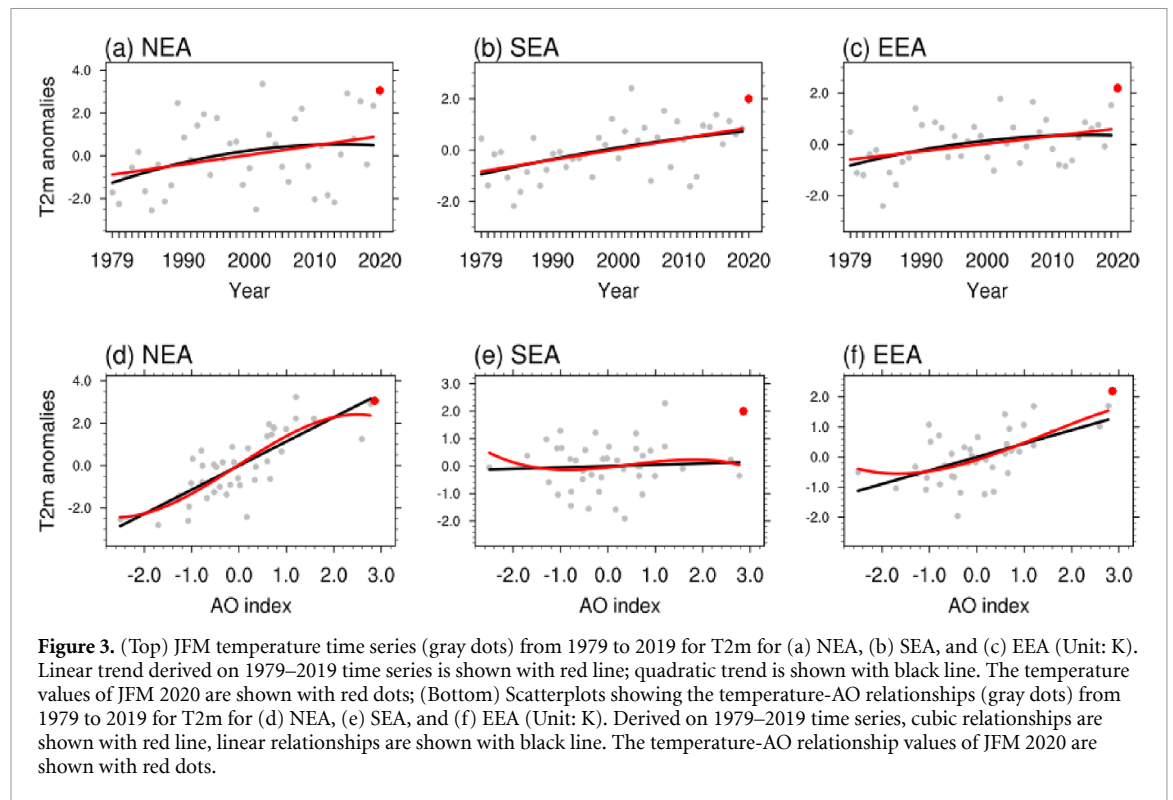 (a) NEA
(b) SEA
(c) EEA
T2m anomalies
4.0
2.0
0.0
-2.0
2.0
0.0
-2.0
2.0
0.0
-2.0
1979 1990 2000 2010 2020
1979 1990 2000 2010 2020
1979 1990 2000 2010 2020
Year
Year
Year
(d) NEA
(e) SEA
(f) EEA
T2m anomalies
4.0
2.0
0.0
-2.0
3.0
2.0
1.0
0.0
-1.0
-2.0
2.0
1.0
0.0
-1.0
-2.0
-2.0 -1.0 0.0 1.0 2.0 3.0
-2.0 -1.0 0.0 1.0 2.0 3.0
-2.0 -1.0 0.0 1.0 2.0 3.0
AO index
AO index
AO index
Figure 3. (Top) JFM temperature time series (gray dots) from 1979 to 2019 for T2m for (a) NEA, (b) SEA, and (c) EEA (Unit: K).
Linear trend derived on 1979–2019 time series is shown with red line; quadratic trend is shown with black line. The temperature
values of JFM 2020 are shown with red dots; (Bottom) Scatterplots showing the temperature-AO relationships (gray dots) from
1979 to 2019 for T2m for (d) NEA, (e) SEA, and (f) EEA (Unit: K). Derived on 1979–2019 time series, cubic relationships are
shown with red line, linear relationships are shown with black line. The temperature-AO relationship values of JFM 2020 are
shown with red dots.